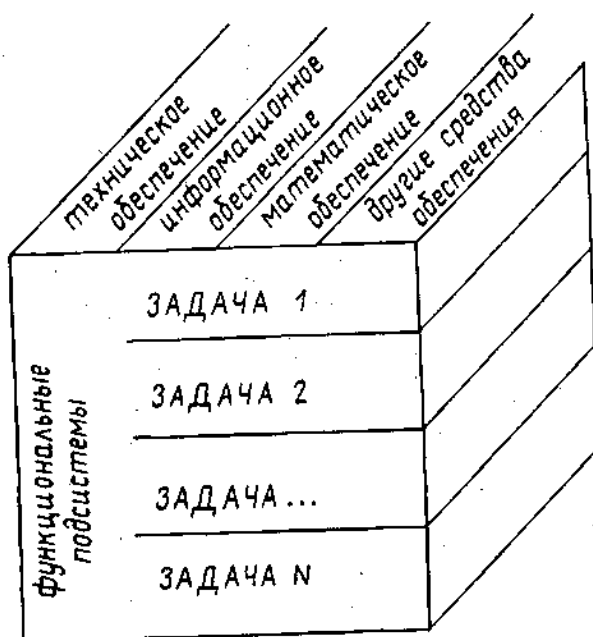 техническое
обеспечение
информационное
обеспечение
математическое
обеспечение
другие средства
обеспечения
ЗАДАЧА 1
ЗАДАЧА 2
ЗАДАЧА...
ЗАДАЧА N
функциональные
подсистемы